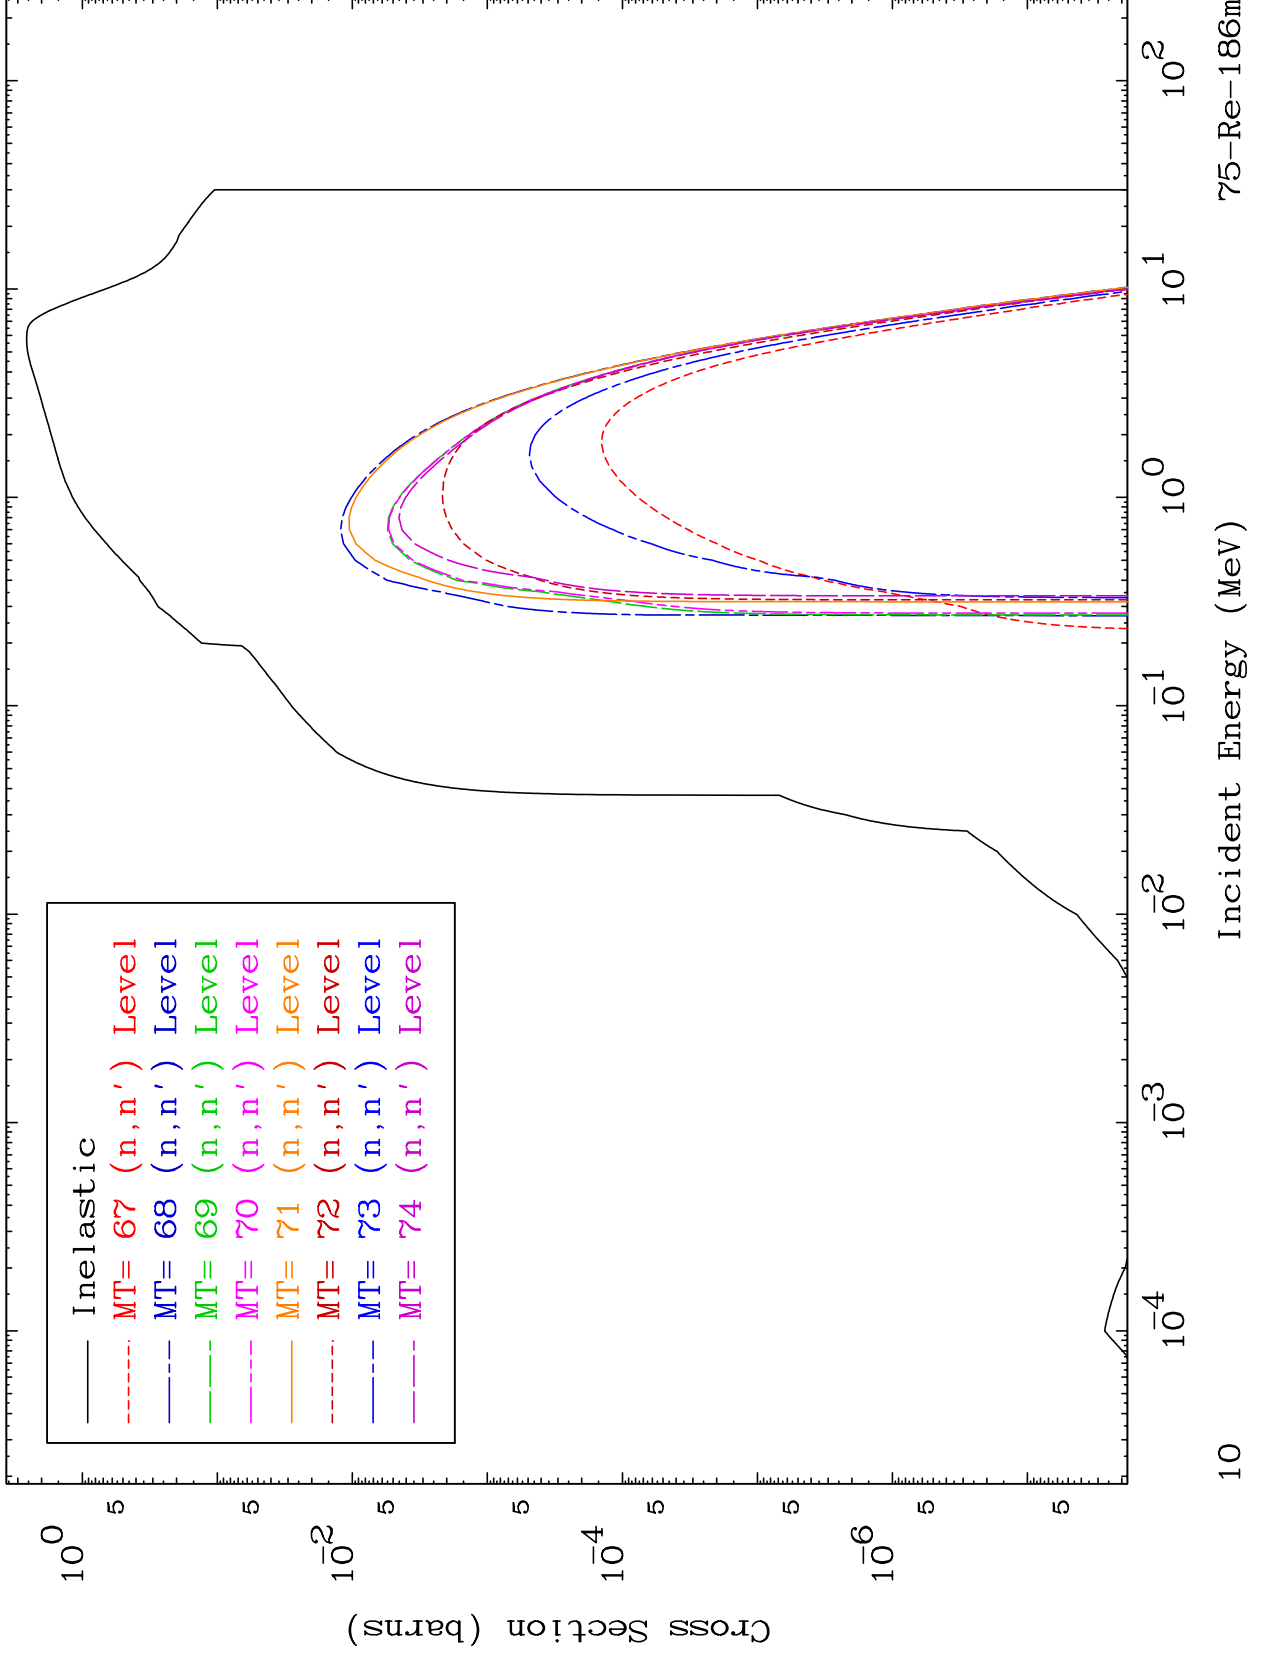 Inelastic
MT= 67 (n,n') Level
MT= 68 (n,n') Level
MT= 69 (n,n') Level
MT= 70 (n,n') Level
MT= 71 (n,n') Level
MT= 72 (n,n') Level
MT= 73 (n,n') Level
MT= 74 (n,n') Level
Cross Section (barns)
10^0
5
5
10^-2
5
5
10^-4
5
5
10^-6
5
5
10^-4
10^-3
10^-2
10^-1
10^0
10^1
10^2
Incident Energy (MeV)
10
75-Re-186m